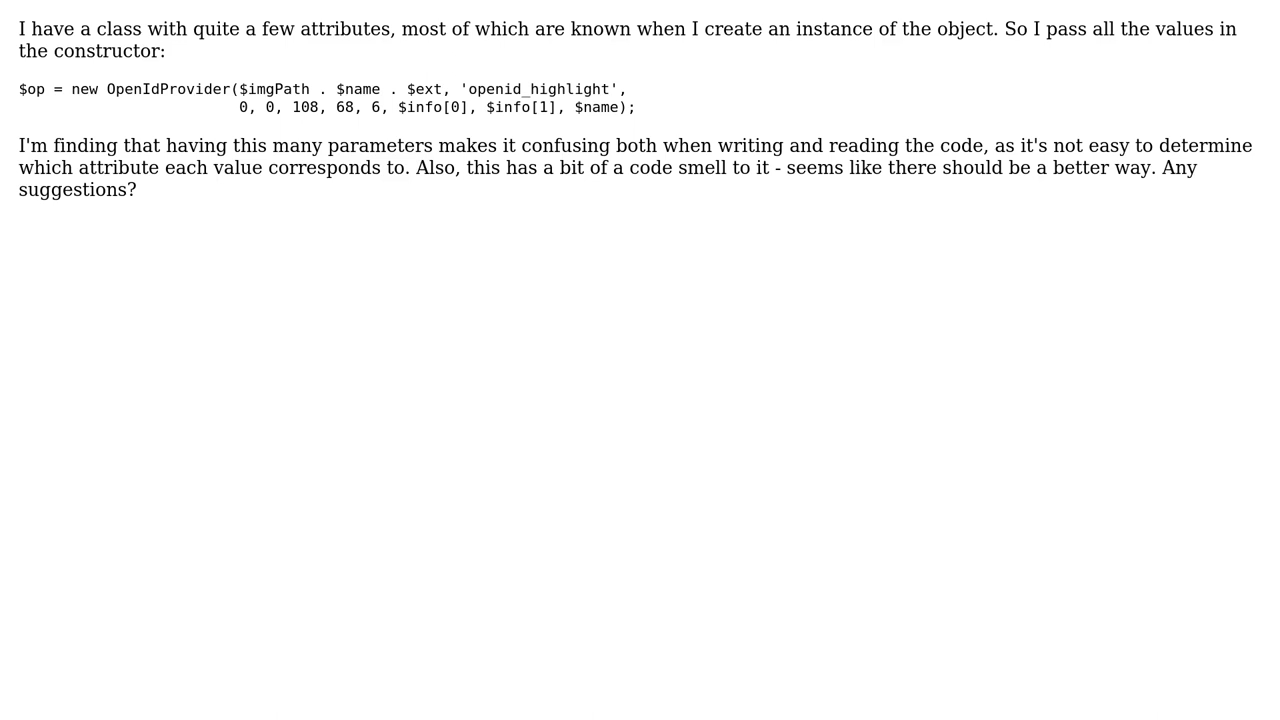 I have a class with quite a few attributes, most of which are known when I create an instance of the object. So I pass all the values in
the constructor:
$op = new OpenIdProvider($imgPath . $name . $ext, 'openid_highlight',
                         0, 0, 108, 68, 6, $info[0], $info[1], $name);
I'm finding that having this many parameters makes it confusing both when writing and reading the code, as it's not easy to determine
which attribute each value corresponds to. Also, this has a bit of a code smell to it - seems like there should be a better way. Any
suggestions?